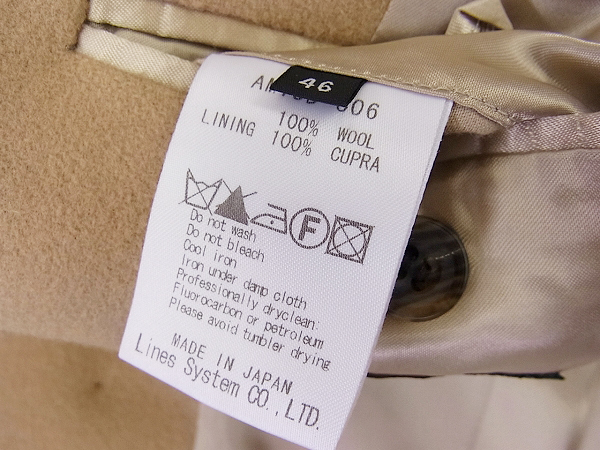 46
006
100% WOOL
LINING 100% CUPRA
F
Do not wash
Do not bleach
Cool iron
Iron under damp cloth
Professionally dryclean:
Fluorocarbon or petroleum
Please avoid tumbler drying
MADE IN JAPAN
Lines System CO., LTD.